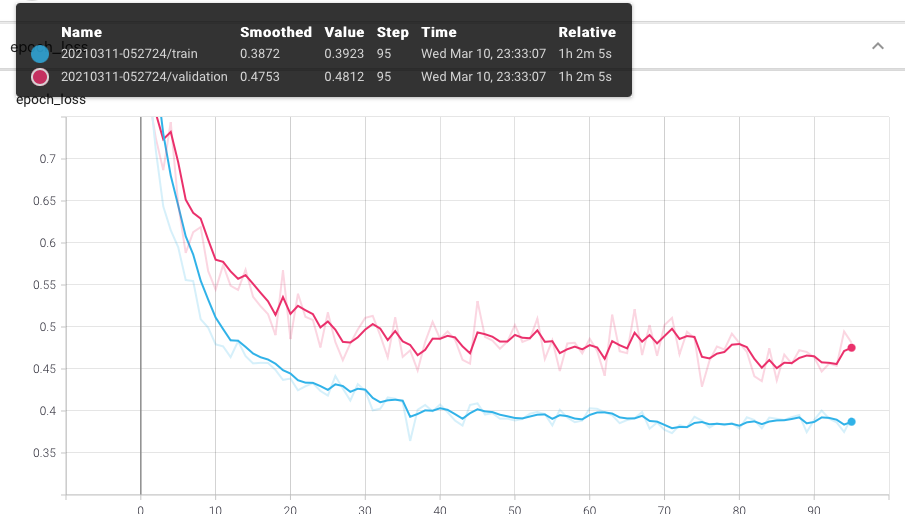 Name Smoothed Value Step Time Relative
epoch_loss
20210311-052724/train 0.3872 0.3923 95 Wed Mar 10, 23:33:07 1h 2m 5s
20210311-052724/validation 0.4753 0.4812 95 Wed Mar 10, 23:33:07 1h 2m 5s
epoch_loss
0.7
0.65
0.6
0.55
0.5
0.45
0.4
0.35
0 10 20 30 40 50 60 70 80 90